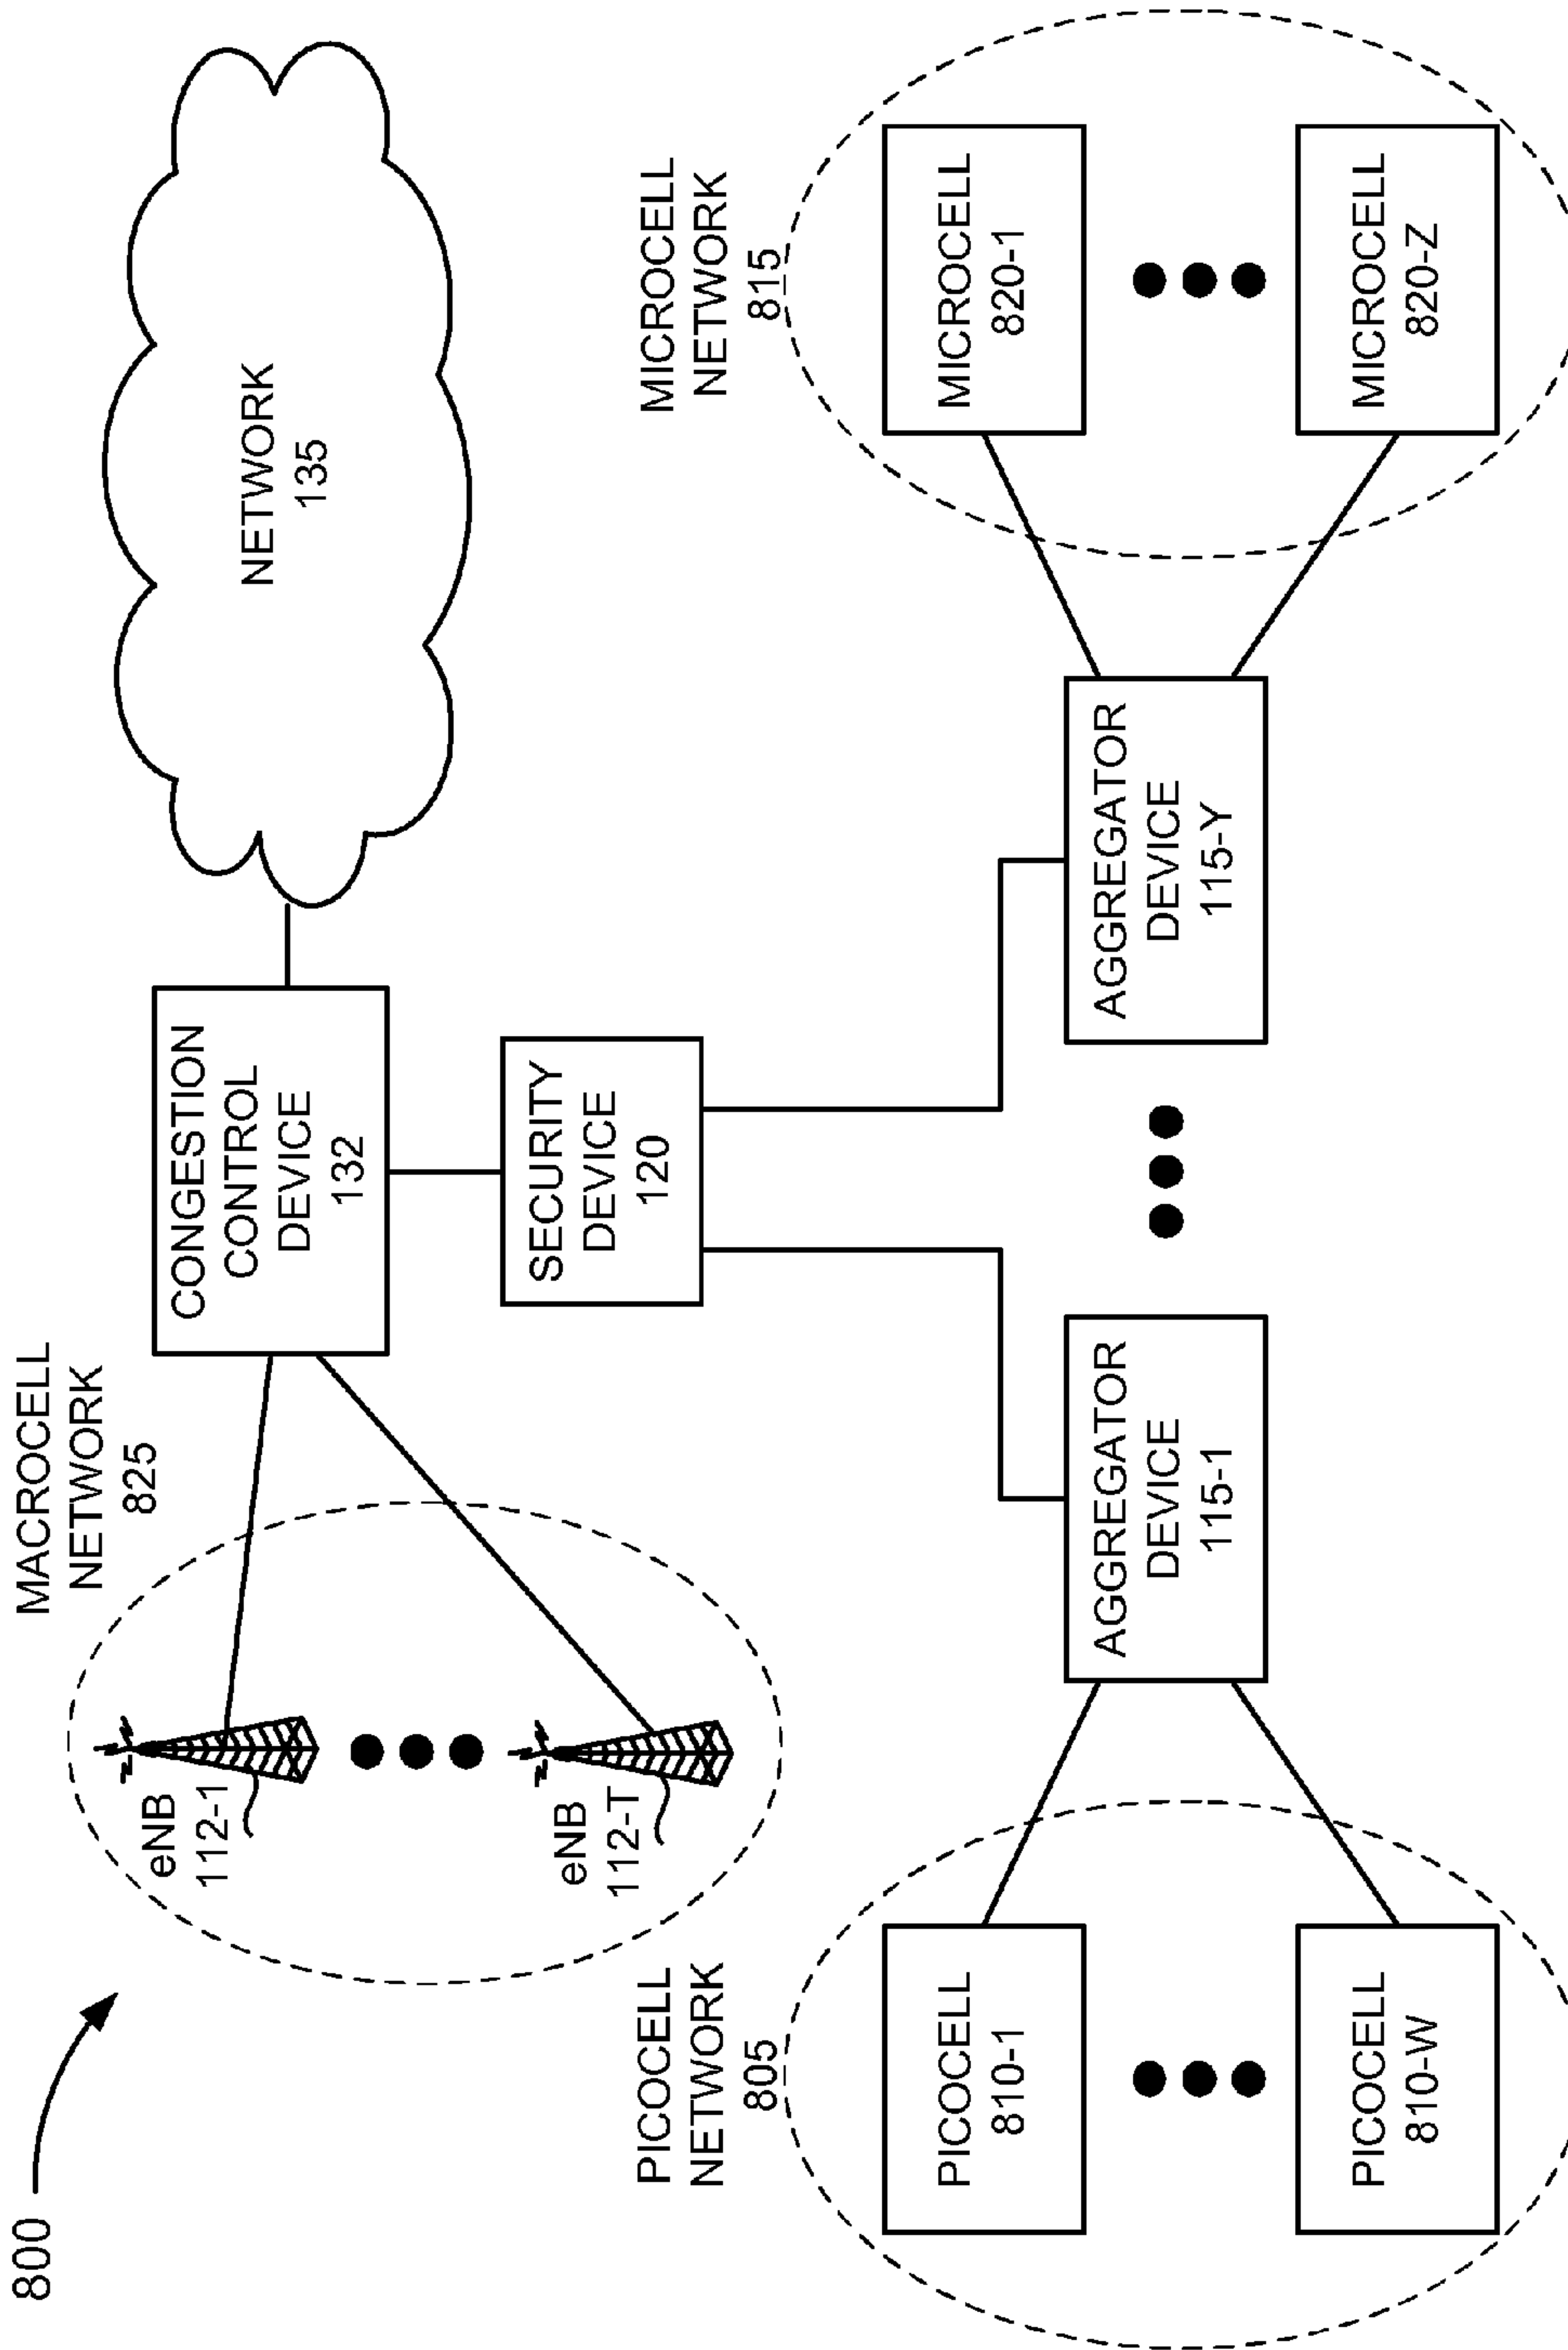 800
MACROCELL
NETWORK
825
eNB
112-1
eNB
112-T
CONGESTION
CONTROL
DEVICE
132
NETWORK
135
SECURITY
DEVICE
120
PICOCELL
NETWORK
805
PICOCELL
810-1
PICOCELL
810-W
AGGREGATOR
DEVICE
115-1
AGGREGATOR
DEVICE
115-Y
MICROCELL
NETWORK
815
MICROCELL
820-1
MICROCELL
820-Z